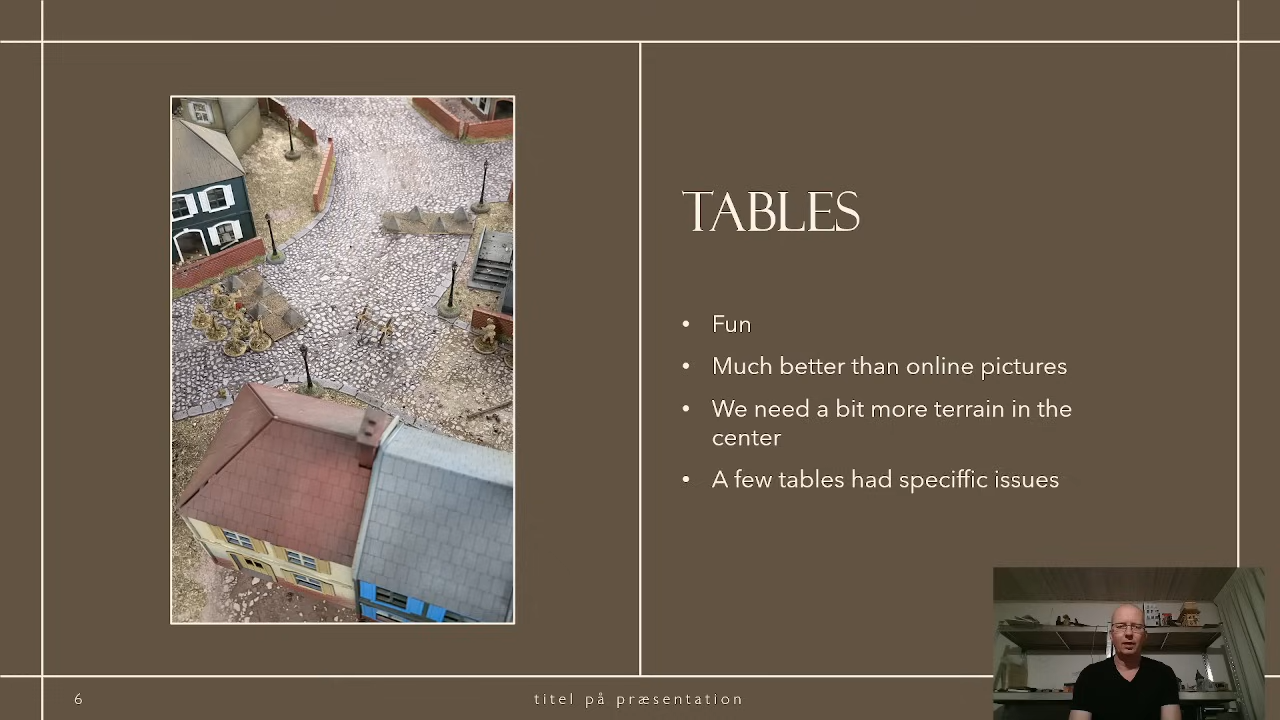 TABLES
• Fun
• Much better than online pictures
• We need a bit more terrain in the
center
• A few tables had speciffic issues
6
titel på præsentation